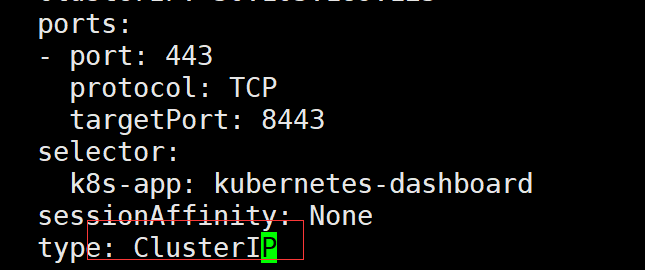 ports:
- port: 443
protocol: TCP
targetPort: 8443
selector:
k8s-app: kubernetes-dashboard
sessionAffinity: None
type: ClusterIP